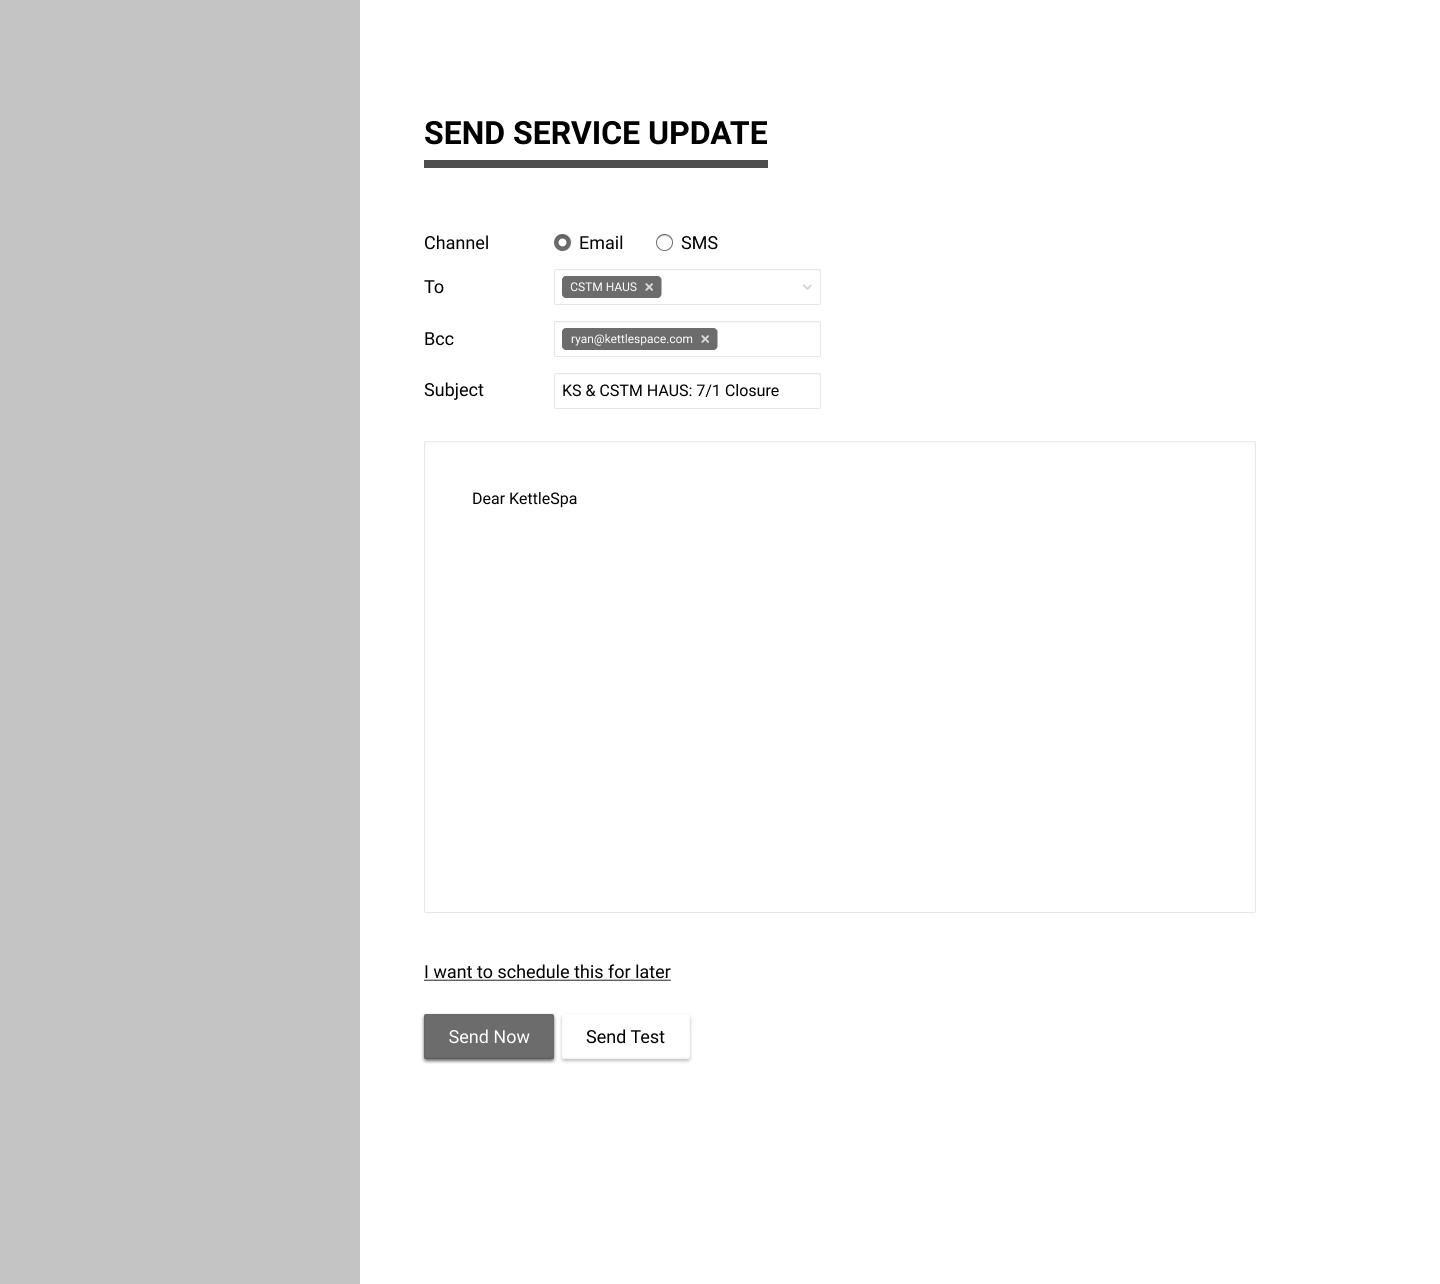 SEND SERVICE UPDATE
Channel Email SMS
To CSTM HAUS
Bcc ryan@kettlespace.com
Subject KS & CSTM HAUS: 7/1 Closure
Dear KettleSpa
I want to schedule this for later
Send Now Send Test